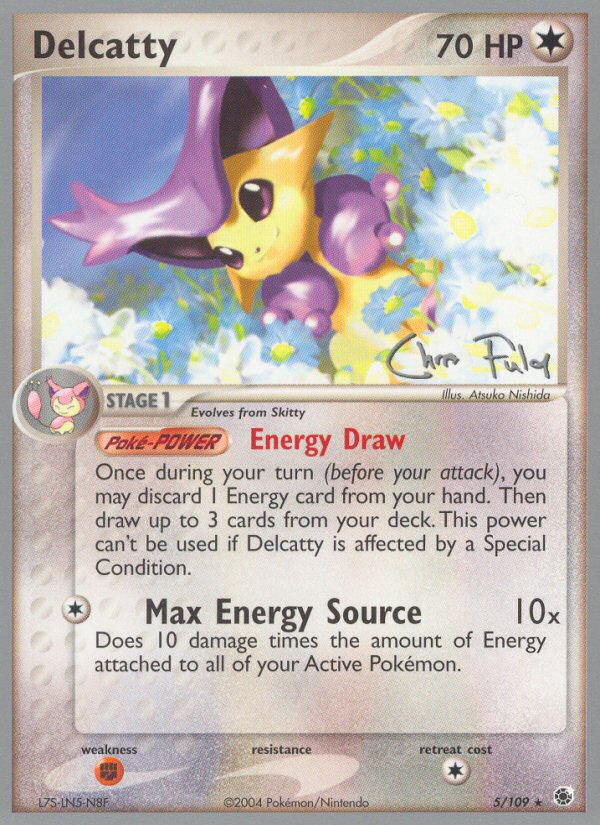 Delcatty
70 HP
Chris Fulop
Illus. Atsuko Nishida
STAGE 1
Evolves from Skitty
Poké-POWER Energy Draw
Once during your turn (before your attack), you
may discard 1 Energy card from your hand. Then
draw up to 3 cards from your deck. This power
can't be used if Delcatty is affected by a Special
Condition.
Max Energy Source 10x
Does 10 damage times the amount of Energy
attached to all of your Active Pokémon.
weakness resistance retreat cost
L7S-LN5-N8F ©2004 Pokémon/Nintendo 5/109 ★